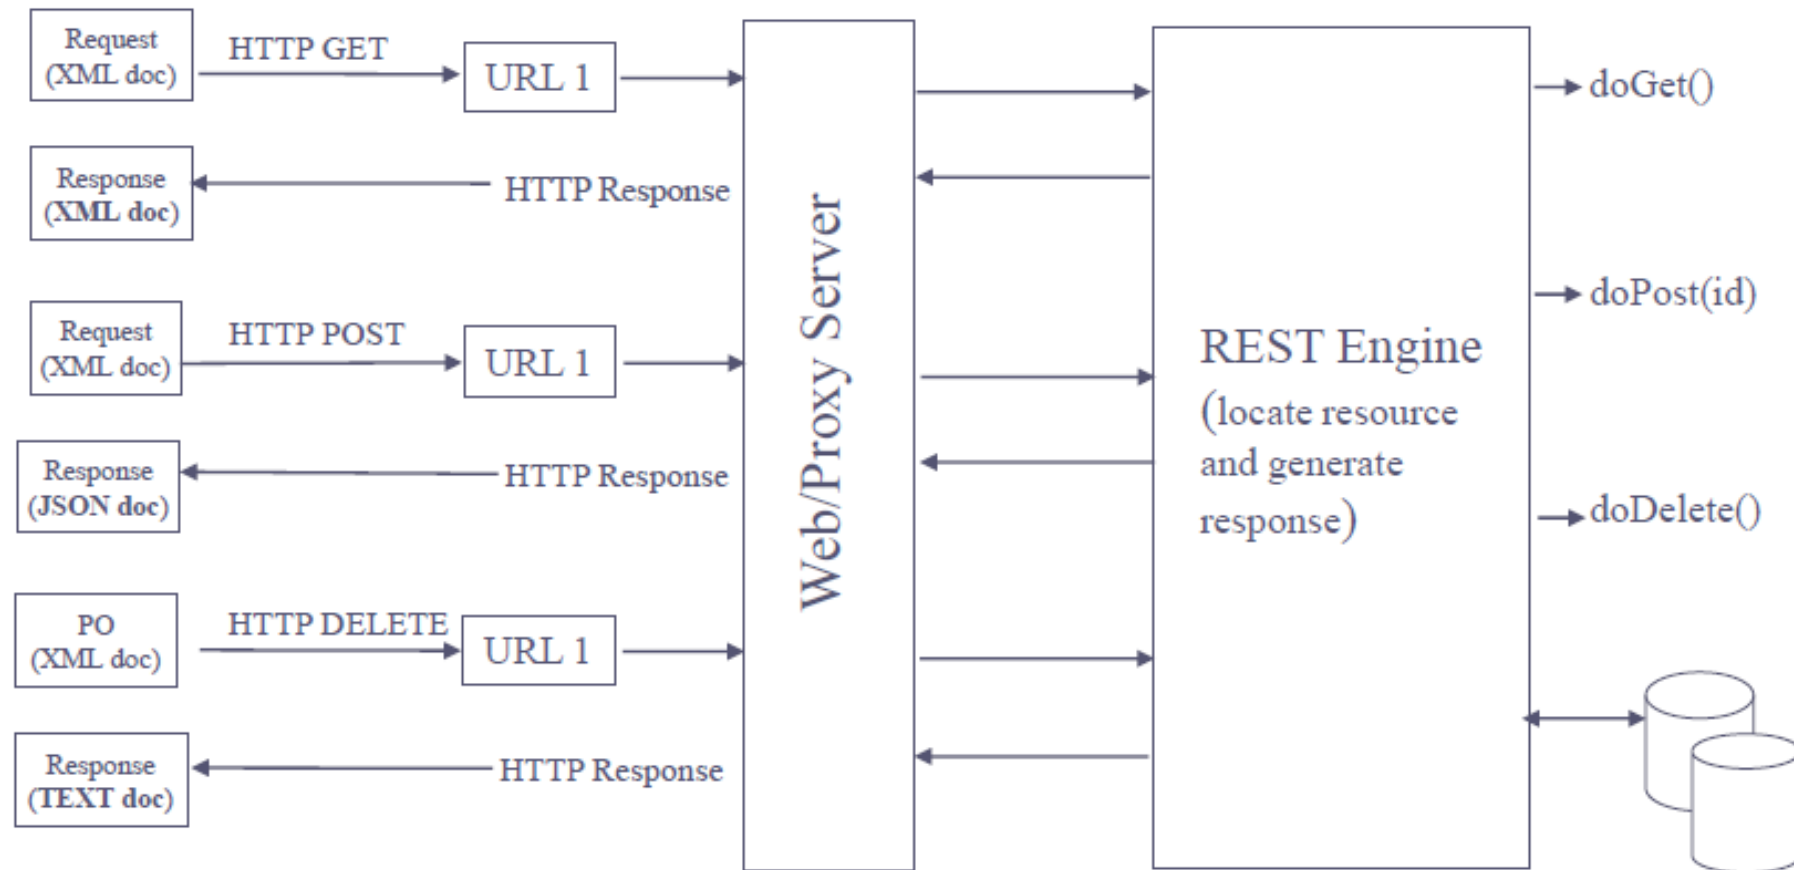 Request
(XML doc)
HTTP GET
URL 1
Response
(XML doc)
HTTP Response
Request
(XML doc)
HTTP POST
URL 1
Response
(JSON doc)
HTTP Response
PO
(XML doc)
HTTP DELETE
URL 1
Response
(TEXT doc)
HTTP Response
Web/Proxy Server
REST Engine
(locate resource
and generate
response)
doGet()
doPost(id)
doDelete()